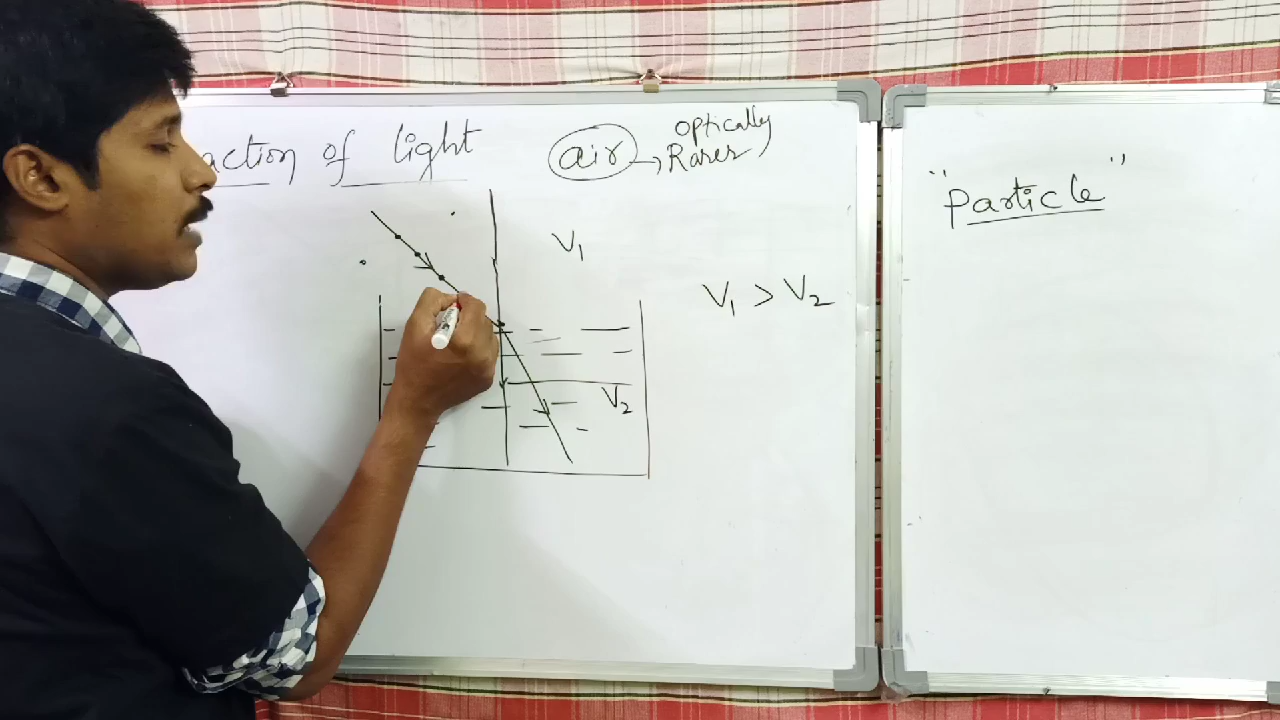 action of light
air → optically
Rarer
V₁
V₁ > V₂
V₂
"Particle"